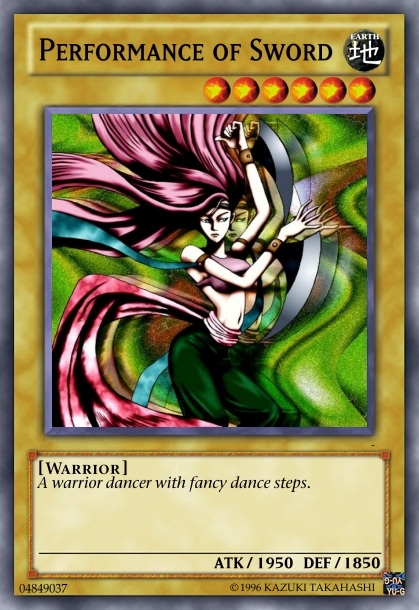 PERFORMANCE OF SWORD
EARTH
地
[WARRIOR]
A warrior dancer with fancy dance steps.
ATK / 1950 DEF / 1850
04849037
©1996 KAZUKI TAKAHASHI